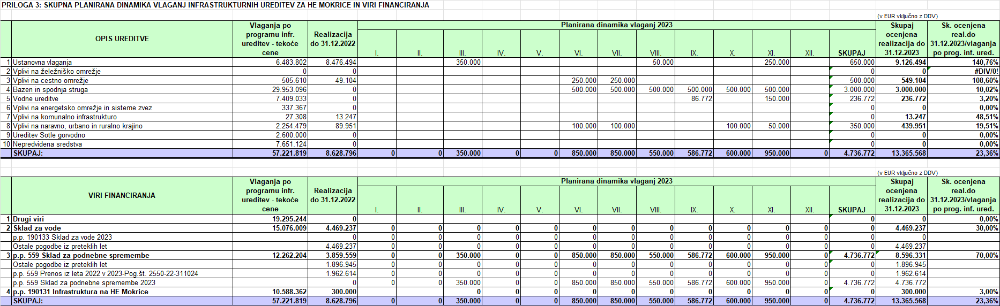 PRILOGA 3: SKUPNA PLANIRANA DINAMIKA VLAGANJ INFRASTRUKTURNIH UREDITEV ZA HE MOKRICE IN VIRI FINANCIRANJA
(v EUR vključno z DDV)
OPIS UREDITVE Vlaganja po programu infr. ureditev - tekoče cene Realizacija do 31.12.2022 Planirana dinamika vlaganj 2023 Skupaj ocenjena realizacija do 31.12.2023 Sk. ocenjena real.do 31.12.2023/vlaganja po prog. inf. ured.
I. II. III. IV. V. VI. VII. VIII. IX. X. XI. XII. SKUPAJ
1 Ustanovna vlaganja 6.483.802 8.476.494 350.000 50.000 250.000 650.000 9.126.494 140,76%
2 Vplivi na železniško omrežje 0 0 0 0 #DIV/0!
3 Vplivi na cestno omrežje 505.610 49.104 250.000 250.000 500.000 549.104 108,60%
4 Bazen in spodnja struga 29.953.096 0 500.000 500.000 500.000 500.000 500.000 500.000 3.000.000 3.000.000 10,02%
5 Vodne ureditve 7.409.033 0 86.772 150.000 236.772 236.772 3,20%
6 Vplivi na energetsko omrežje in sisteme zvez 337.367 0 0 0 0,00%
7 Vplivi na komunalno infrastrukturo 27.308 13.247 0 13.247 48,51%
8 Vplivi na naravno, urbano in ruralno krajino 2.254.479 89.951 100.000 100.000 100.000 50.000 350.000 439.951 19,51%
9 Ureditev Sotle gorvodno 2.600.000 0 0 0 0,00%
10 Nepredvidena sredstva 7.651.124 0 0 0 0,00%
SKUPAJ: 57.221.819 8.628.796 0 0 350.000 0 0 850.000 850.000 550.000 586.772 600.000 950.000 0 4.736.772 13.365.568 23,36%
(v EUR vključno z DDV)
VIRI FINANCIRANJA Vlaganja po programu infr. ureditev - tekoče cene Realizacija do 31.12.2022 Planirana dinamika vlaganj 2023 Skupaj ocenjena realizacija do 31.12.2023 Sk. ocenjena real.do 31.12.2023/vlaganja po prog. inf. ured.
I. II. III. IV. V. VI. VII. VIII. IX. X. XI. XII. SKUPAJ
1 Drugi viri 19.295.244 0 0 0 0,00%
2 Sklad za vode 15.076.009 4.469.237 0 0 0 0 0 0 0 0 0 0 0 0 0 4.469.237 30,00%
p.p. 190133 Sklad za vode 2023 0 0 0 0 0 0 0 0 0 0 0 0 0 0 0
Ostale pogodbe iz preteklih let 4.469.237 0 0 0 0 0 0 0 0 0 0 0 0 0 4.469.237
3 p.p. 559 Sklad za podnebne spremembe 12.262.204 3.859.559 0 0 350.000 0 0 850.000 850.000 550.000 586.772 600.000 950.000 0 4.736.772 8.596.331 70,00%
Ostale pogodbe iz preteklih let 1.896.945 0 0 0 0 0 0 0 0 0 0 0 0 0 1.896.945
p.p. 559 Prenos iz leta 2022 v 2023-Pog.št. 2550-22-311024 1.962.614 0 0 0 0 0 0 0 0 0 0 0 0 0 1.962.614
p.p. 559 Sklad za podnebne spremembe 2023 0 0 0 350.000 0 0 850.000 850.000 550.000 586.772 600.000 950.000 0 4.736.772 4.736.772
4 p.p. 190131 Infrastruktura na HE Mokrice 10.588.362 300.000 0 0 0 0 0 0 0 0 0 0 0 0 300.000 3,00%
SKUPAJ: 57.221.819 8.628.796 0 0 350.000 0 0 850.000 850.000 550.000 586.772 600.000 950.000 0 4.736.772 13.365.568 23,36%